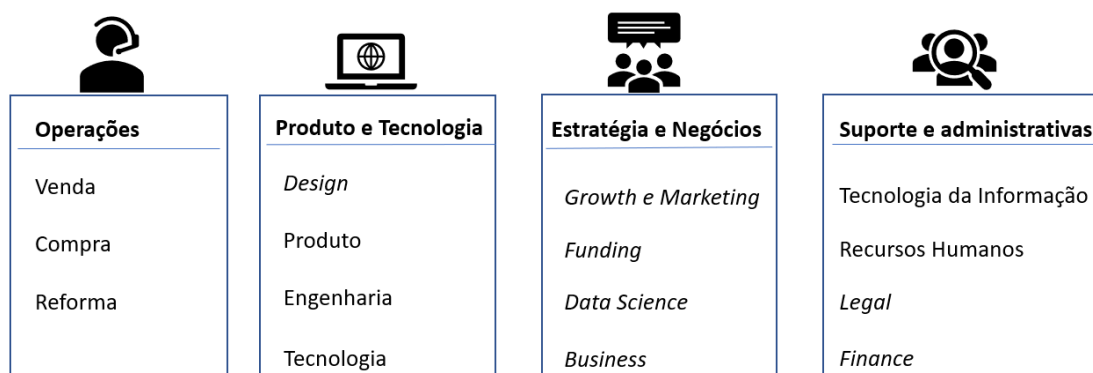 Operações
Venda
Compra
Reforma
Produto e Tecnologia
Design
Produto
Engenharia
Tecnologia
Estratégia e Negócios
Growth e Marketing
Funding
Data Science
Business
Suporte e administrativas
Tecnologia da Informação
Recursos Humanos
Legal
Finance